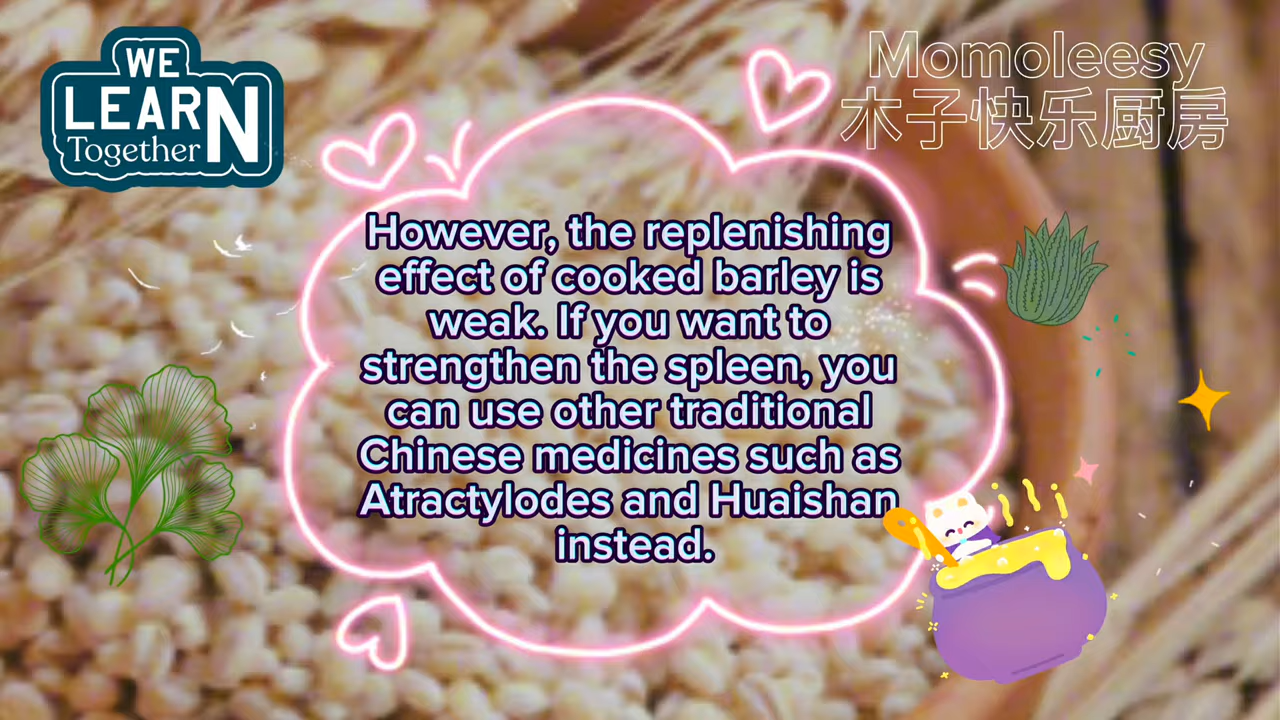 WE
LEARN
Together
Momoleesy
木子快乐厨房
However, the replenishing
effect of cooked barley is
weak. If you want to
strengthen the spleen, you
can use other traditional
Chinese medicines such as
Atractylodes and Huaishan
instead.